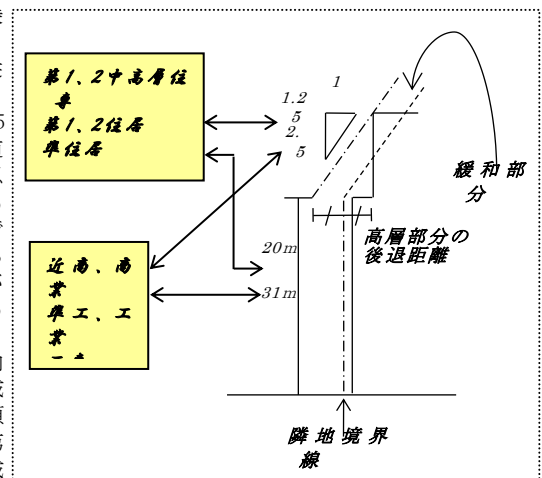 第1、2中高層住
専
第1、2住居
準住居
1
1.2
5
2.
5
緩和部
分
高層部分の
後退距離
20m
31m
近商、商
業
準工、工
業
隣地境界
線